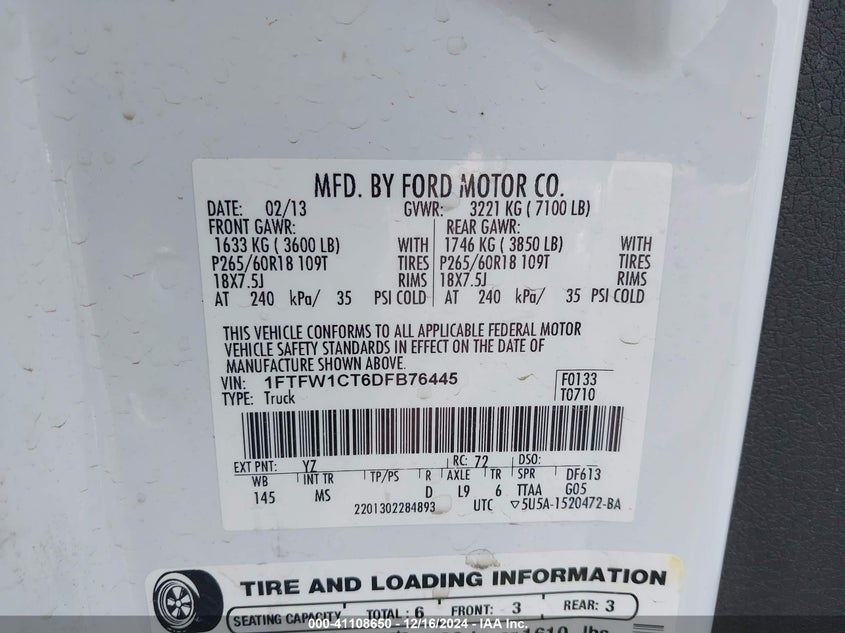 MFD. BY FORD MOTOR CO.
DATE: 02/13 GVWR: 3221 KG ( 7100 LB)
FRONT GAWR: REAR GAWR:
1633 KG ( 3600 LB) WITH 1746 KG ( 3850 LB) WITH
P265/60R18 109T TIRES P265/60R18 109T TIRES
18X7.5J RIMS 18X7.5J RIMS
AT 240 kPa/ 35 PSI COLD AT 240 kPa/ 35 PSI COLD
THIS VEHICLE CONFORMS TO ALL APPLICABLE FEDERAL MOTOR
VEHICLE SAFETY STANDARDS IN EFFECT ON THE DATE OF
MANUFACTURE SHOWN ABOVE.
VIN: 1FTFW1CT6DFB76445 F0133
TYPE: Truck T0710
EXT PNT: YZ RC: 72 DSO:
WB INT TR TP/PS R AXLE TR SPR DF613
145 MS D L9 6 TTAA G05
2201302284893 UTC ▽5U5A-1520472-BA
TIRE AND LOADING INFORMATION
SEATING CAPACITY TOTAL : 6 FRONT: 3 REAR: 3
1610 lbs
000-41108650 - 12/16/2024 - IAA Inc.